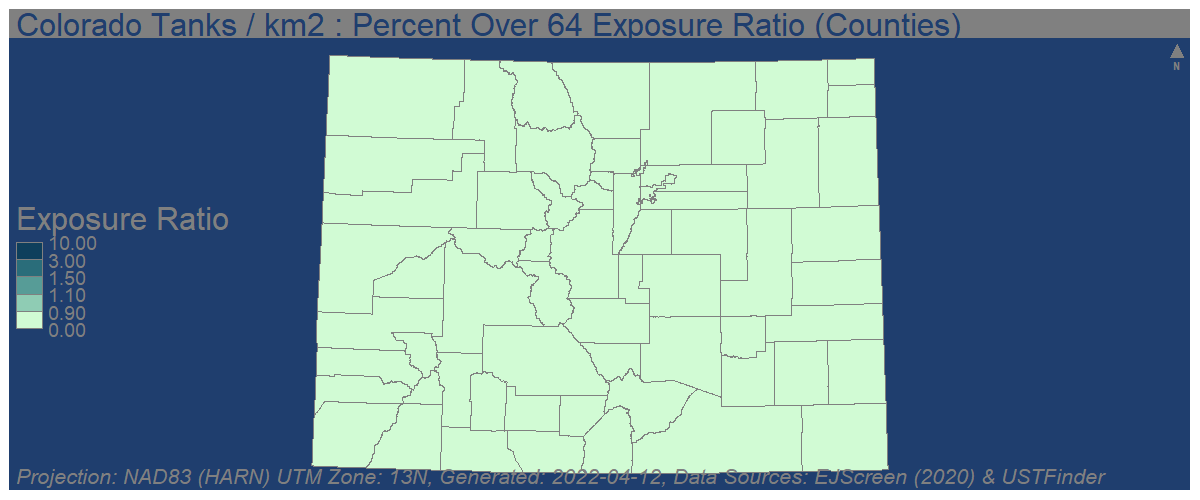 Colorado Tanks / km2 : Percent Over 64 Exposure Ratio (Counties)
N
Exposure Ratio
10.00
3.00
1.50
1.10
0.90
0.00
Projection: NAD83 (HARN) UTM Zone: 13N, Generated: 2022-04-12, Data Sources: EJScreen (2020) & USTFinder